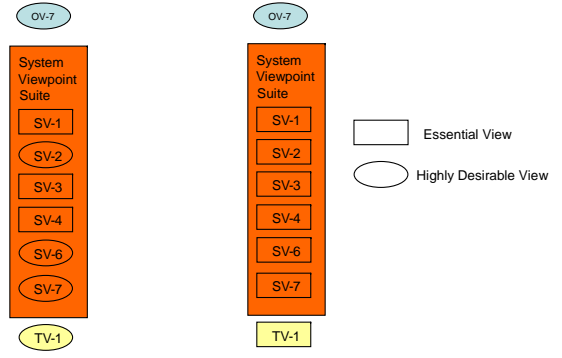 OV-7
System
Viewpoint
Suite
SV-1
SV-2
SV-3
SV-4
SV-6
SV-7
TV-1
OV-7
System
Viewpoint
Suite
SV-1
SV-2
SV-3
SV-4
SV-6
SV-7
TV-1
Essential View
Highly Desirable View